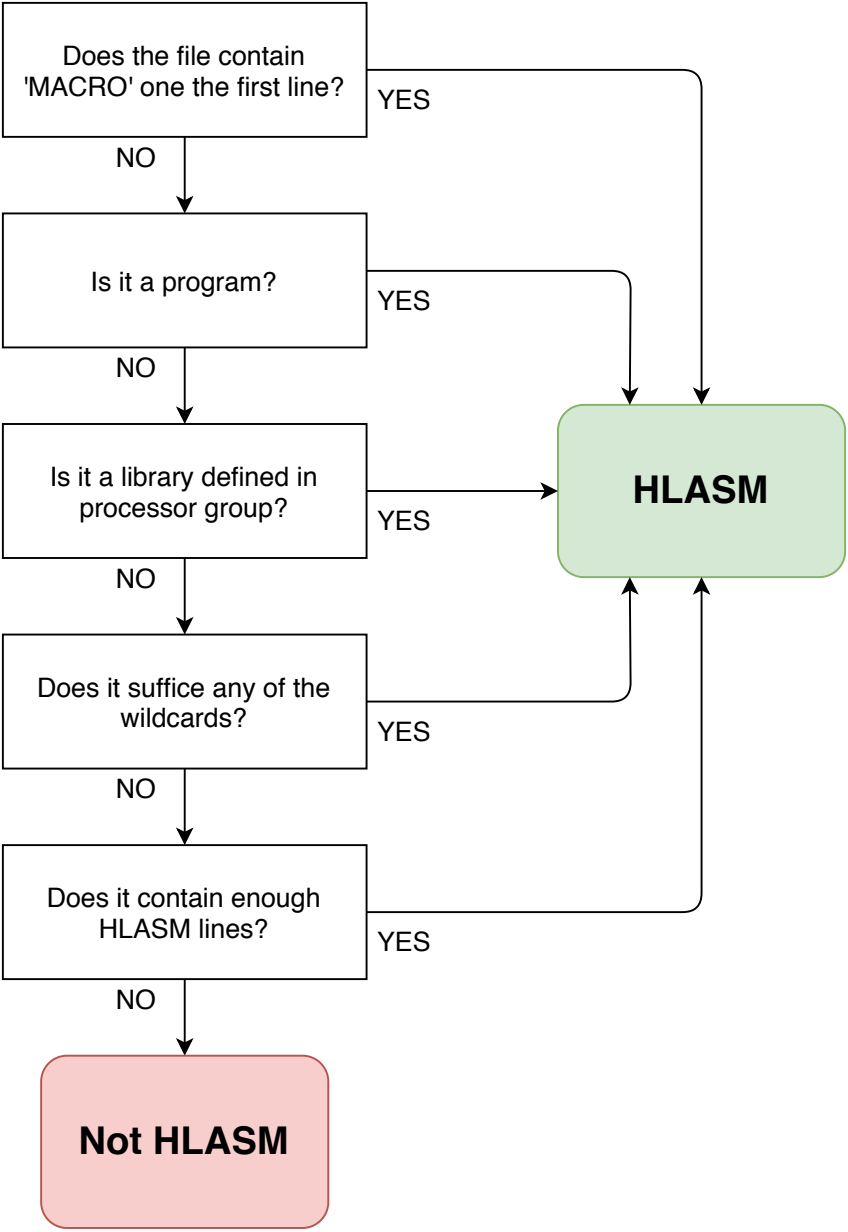 Does the file contain
'MACRO' one the first line?
YES
NO
Is it a program?
YES
NO
Is it a library defined in
processor group?
YES
HLASM
NO
Does it suffice any of the
wildcards?
YES
NO
Does it contain enough
HLASM lines?
YES
NO
Not HLASM